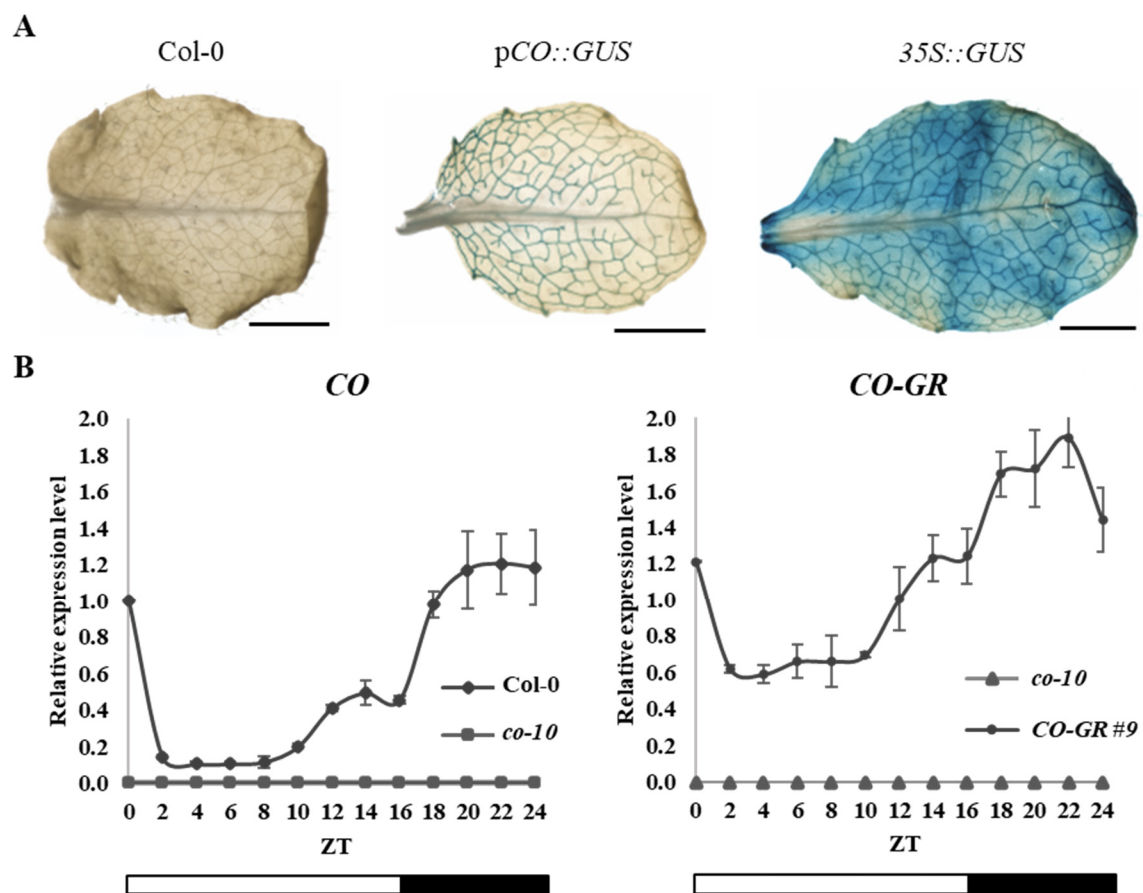 A
Col-0 pCO::GUS 35S::GUS
B
CO CO-GR
Relative expression level
2.0
1.8
1.6
1.4
1.2
1.0
0.8
0.6
0.4
0.2
0.0
Col-0
co-10
0 2 4 6 8 10 12 14 16 18 20 22 24
ZT
Relative expression level
2.0
1.8
1.6
1.4
1.2
1.0
0.8
0.6
0.4
0.2
0.0
co-10
CO-GR #9
0 2 4 6 8 10 12 14 16 18 20 22 24
ZT